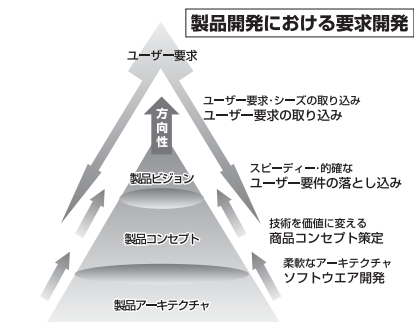 製品開発における要求開発
ユーザー要求
ユーザー要求・シーズの取り込み
ユーザー要求の取り込み
方向性
スピーディー・的確な
ユーザー要件の落とし込み
製品ビジョン
技術を価値に変える
商品コンセプト策定
製品コンセプト
柔軟なアーキテクチャ
ソフトウエア開発
製品アーキテクチャ